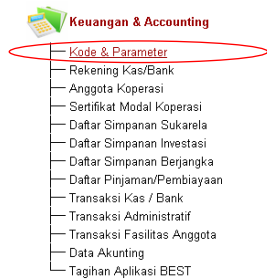 Keuangan & Accounting
Kode & Parameter
Rekening Kas/Bank
Anggota Koperasi
Sertifikat Modal Koperasi
Daftar Simpanan Sukarela
Daftar Simpanan Investasi
Daftar Simpanan Berjangka
Daftar Pinjaman/Pembiayaan
Transaksi Kas / Bank
Transaksi Administratif
Transaksi Fasilitas Anggota
Data Akunting
Tagihan Aplikasi BEST